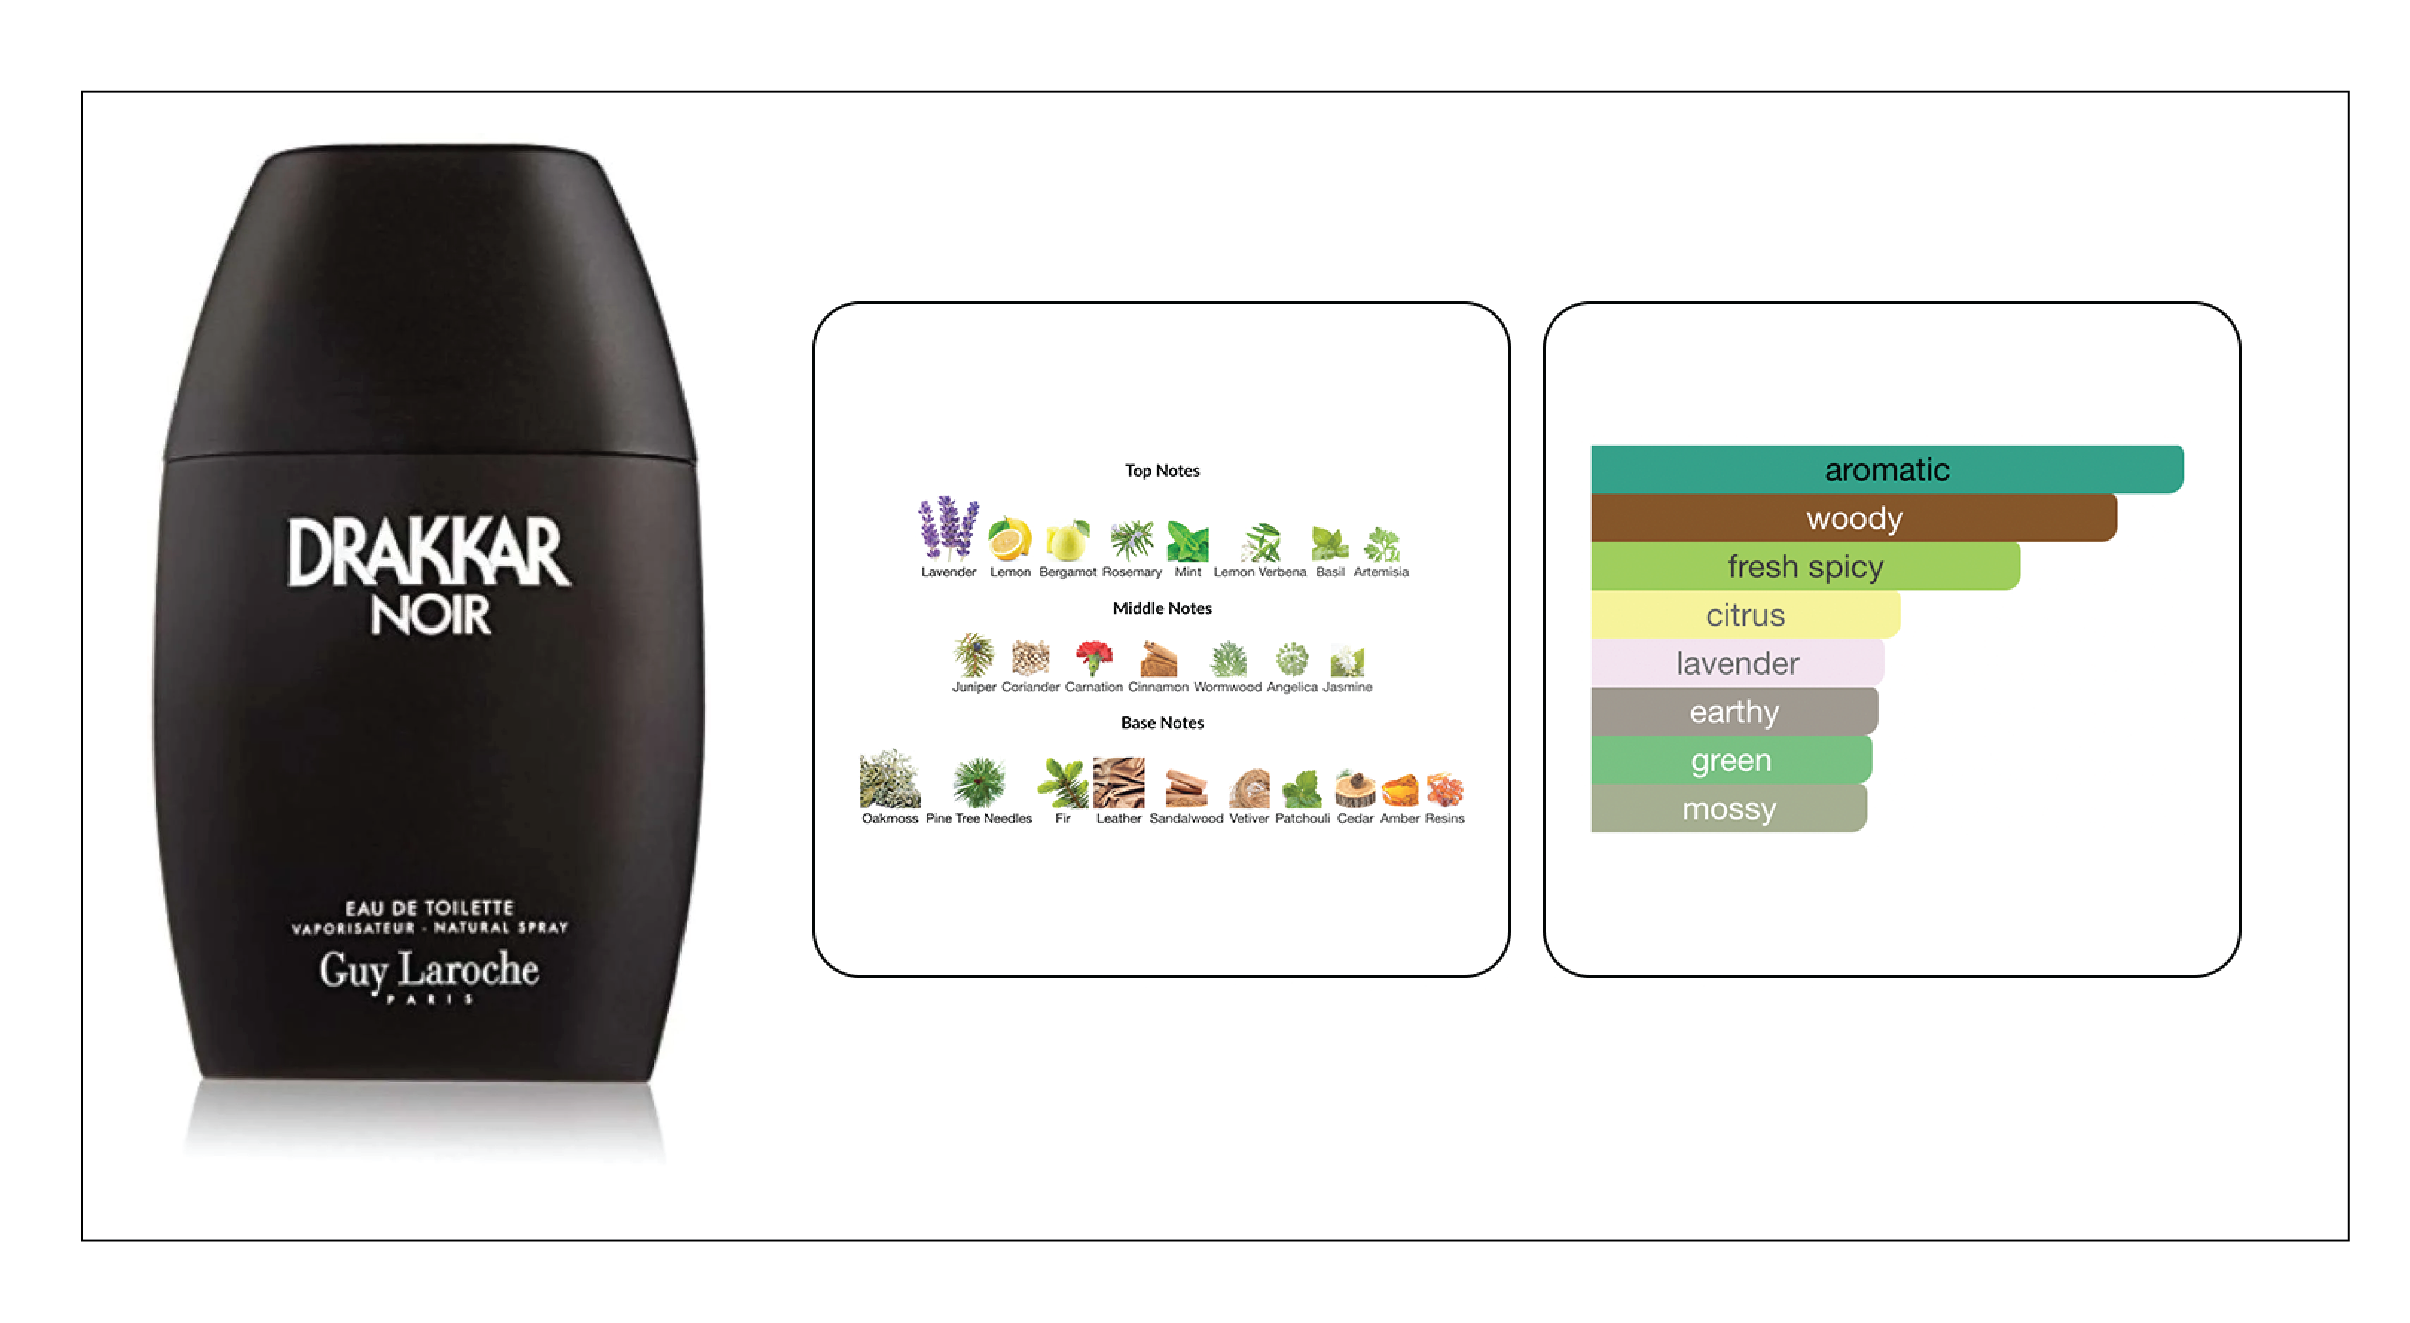 DRAKKAR
NOIR
EAU DE TOILETTE
VAPORISATEUR - NATURAL SPRAY
Guy Laroche
PARIS
Top Notes
Lavender Lemon Bergamot Rosemary Mint Lemon Verbena Basil Artemisia
Middle Notes
Juniper Coriander Carnation Cinnamon Wormwood Angelica Jasmine
Base Notes
Oakmoss Pine Tree Needles Fir Leather Sandalwood Vetiver Patchouli Cedar Amber Resins
aromatic
woody
fresh spicy
citrus
lavender
earthy
green
mossy